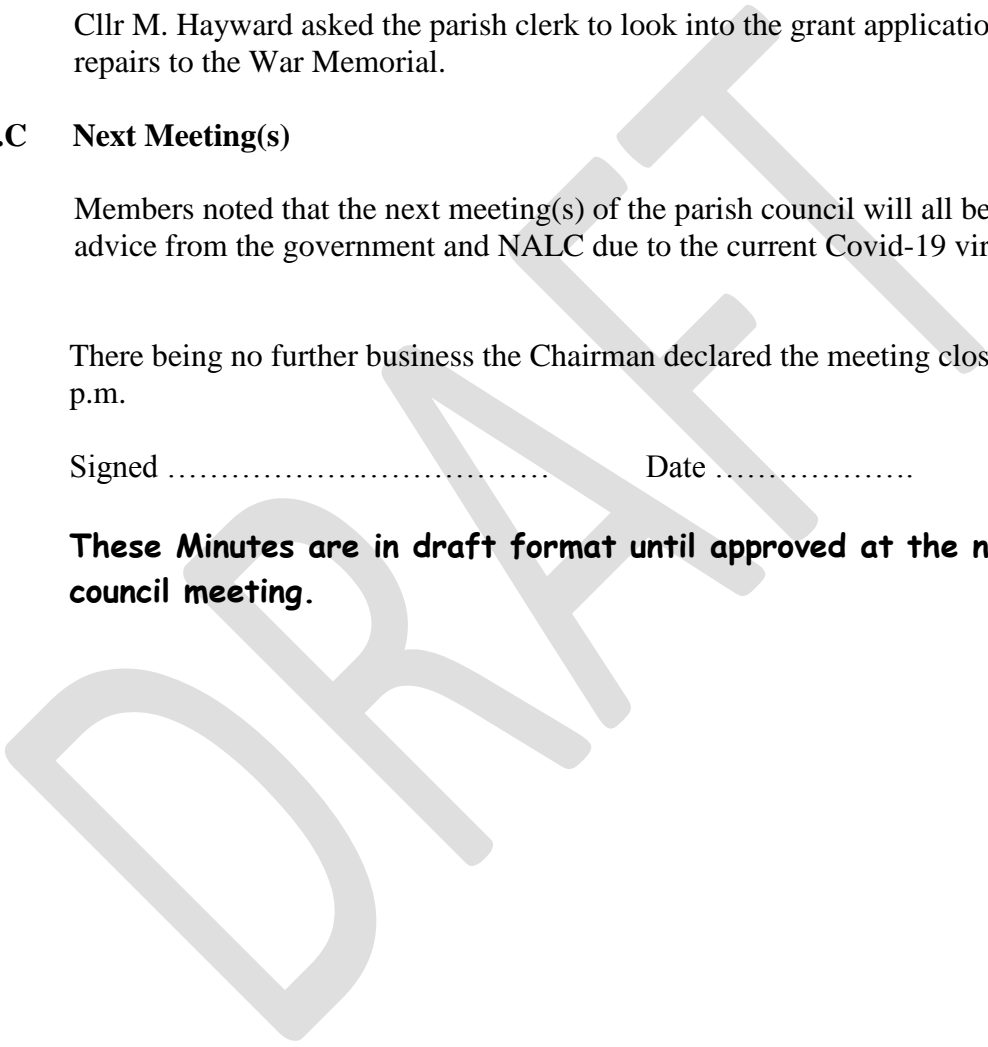 Cllr M. Hayward asked the parish clerk to look into the grant applicatio
repairs to the War Memorial.
.C Next Meeting(s)
Members noted that the next meeting(s) of the parish council will all be
advice from the government and NALC due to the current Covid-19 vir
There being no further business the Chairman declared the meeting clos
p.m.
Signed ……………………………… Date ……………….
These Minutes are in draft format until approved at the n
council meeting.
DRAFT